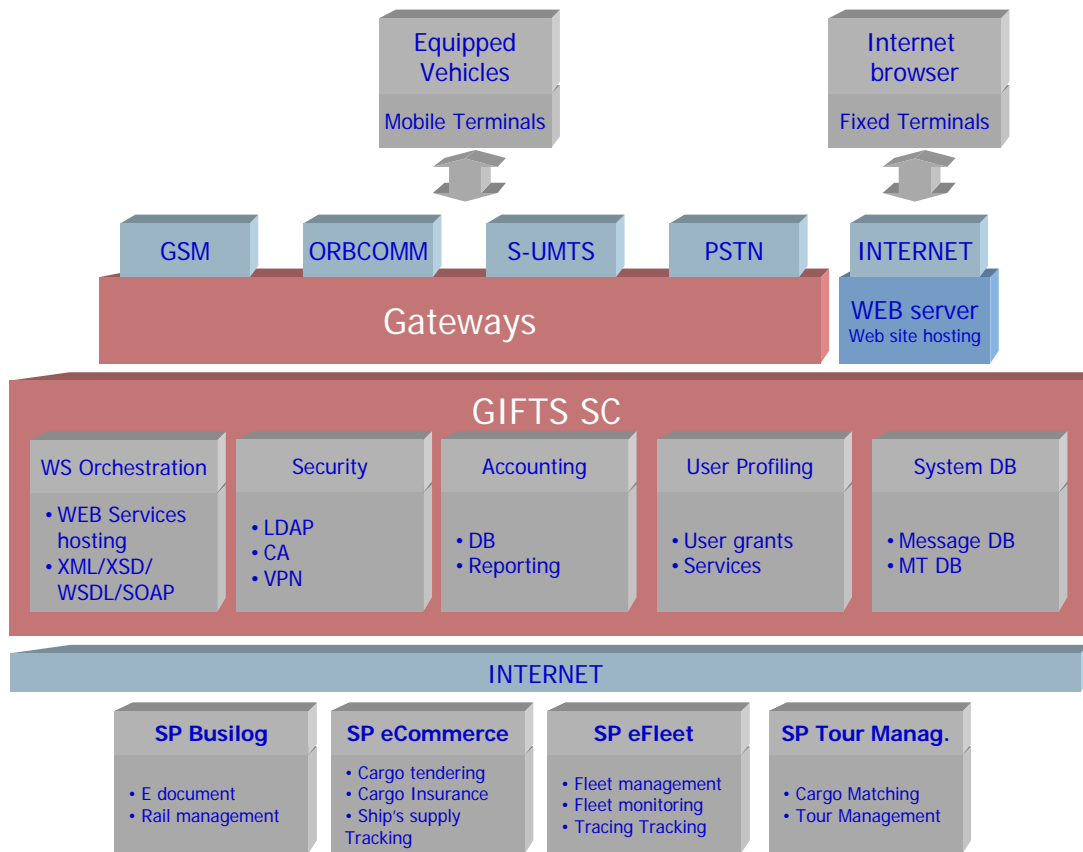 Equipped
Vehicles
Mobile Terminals
Internet
browser
Fixed Terminals
GSM
ORBCOMM
S-UMTS
PSTN
INTERNET
Gateways
WEB server
Web site hosting
GIFTS SC
WS Orchestration
• WEB Services
hosting
• XML/XSD/
WSDL/SOAP
Security
• LDAP
• CA
• VPN
Accounting
• DB
• Reporting
User Profiling
• User grants
• Services
System DB
• Message DB
• MT DB
INTERNET
SP Busilog
• E document
• Rail management
SP eCommerce
• Cargo tendering
• Cargo Insurance
• Ship's supply
Tracking
SP eFleet
• Fleet management
• Fleet monitoring
• Tracing Tracking
SP Tour Manag.
• Cargo Matching
• Tour Management